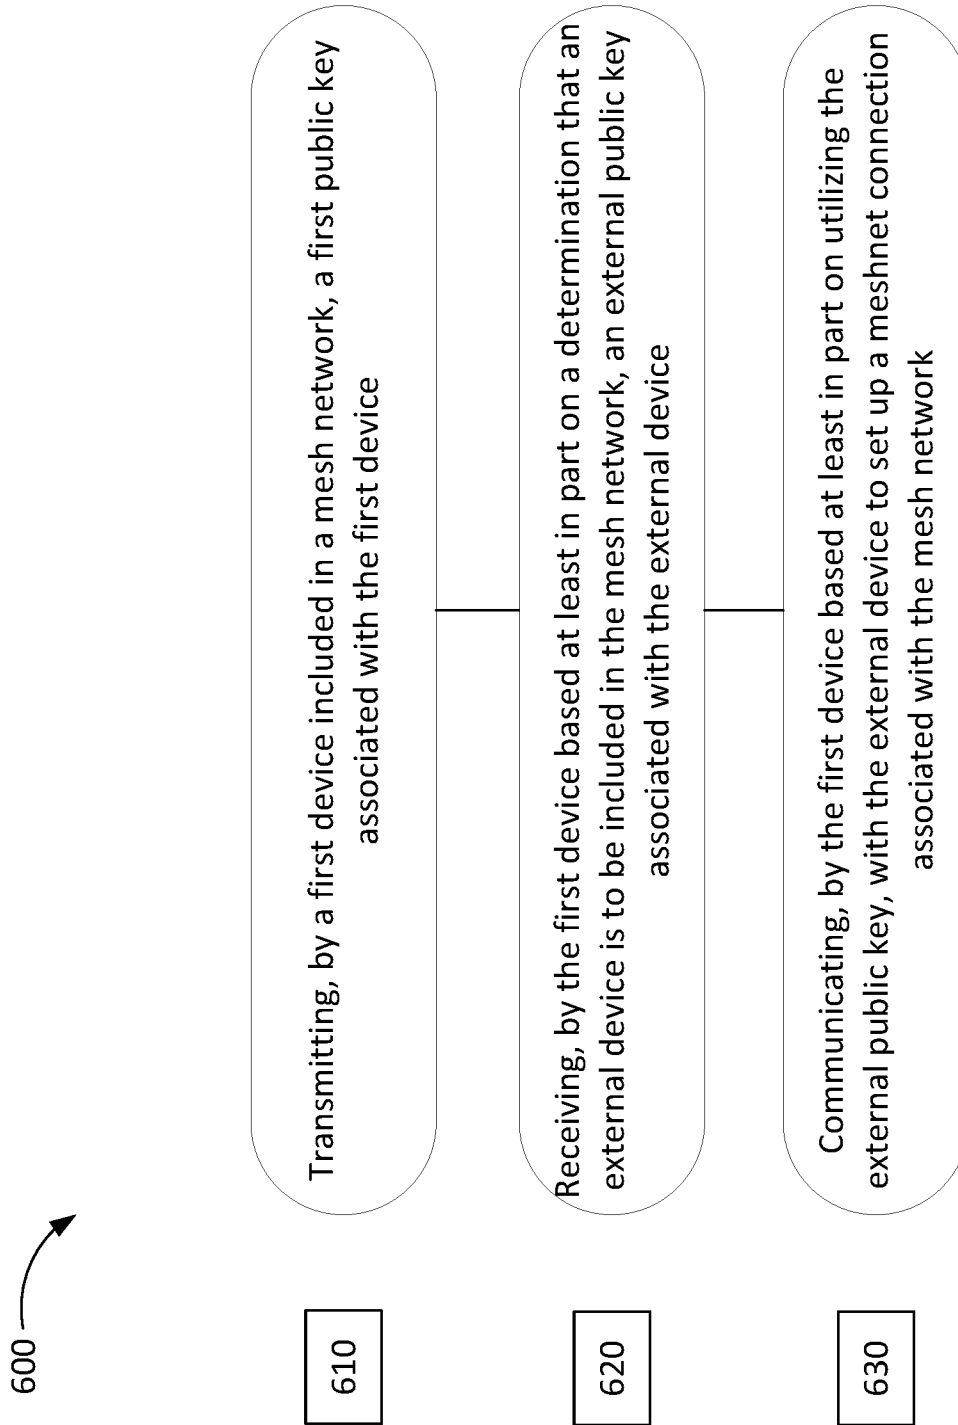 600
610
Transmitting, by a first device included in a mesh network, a first public key
associated with the first device
620
Receiving, by the first device based at least in part on a determination that an
external device is to be included in the mesh network, an external public key
associated with the external device
630
Communicating, by the first device based at least in part on utilizing the
external public key, with the external device to set up a meshnet connection
associated with the mesh network